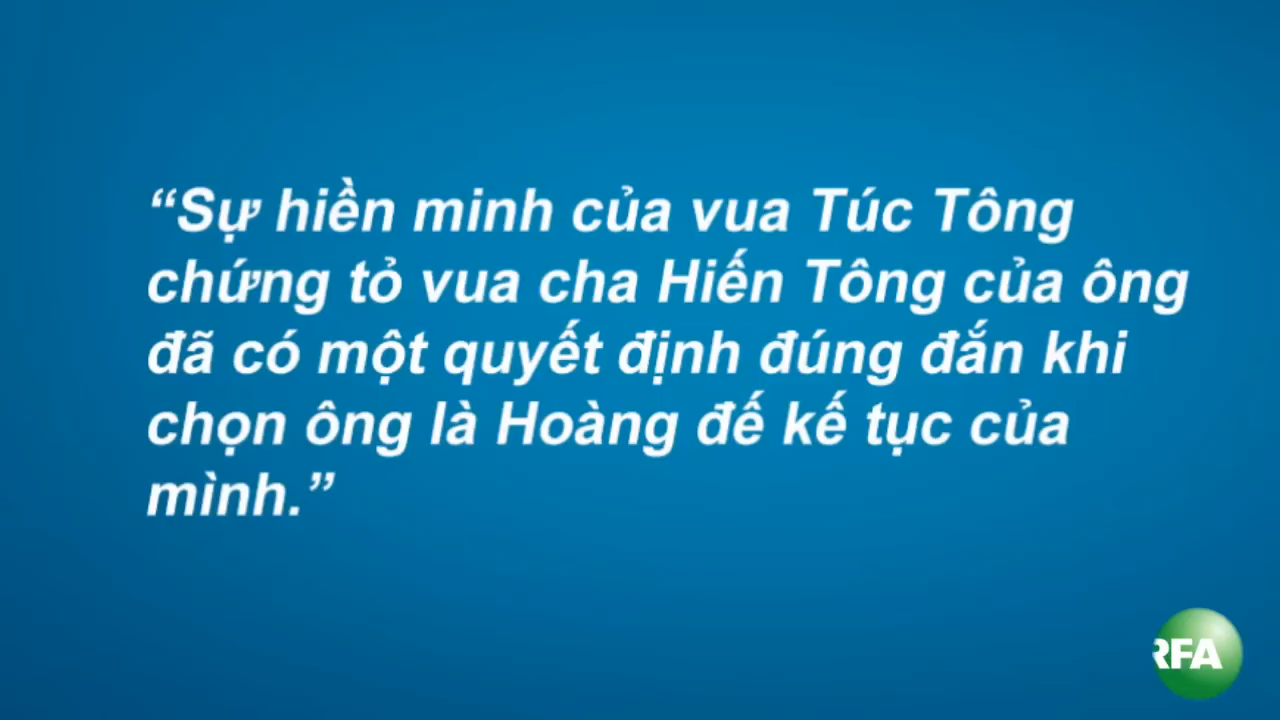 “Sự hiền minh của vua Túc Tông
chứng tỏ vua cha Hiến Tông của ông
đã có một quyết định đúng đắn khi
chọn ông là Hoàng đế kế tục của
mình.”
RFA